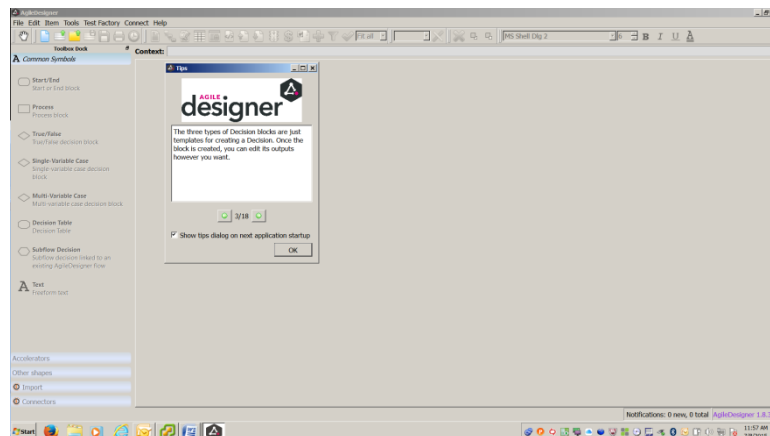 AgileDesigner
File Edit Item Tools Test Factory Connect Help
Fit all
MS Shell Dlg 2
B I U A
Toolbox Dock
Context:
A Common Symbols
Start/End
Start or End block
Process
Process block
True/False
True/False decision block
Single-Variable Case
Single-variable case decision
block
Multi-Variable Case
Multi-variable case decision block
Decision Table
Decision Table
Subflow Decision
Subflow decision linked to an
existing AgileDesigner flow
A Text
Freeform text
Accelerators
Other shapes
Import
Connectors
Tips
AGILE
designer
The three types of Decision blocks are just
templates for creating a Decision. Once the
block is created, you can edit its outputs
however you want.
3/18
Show tips dialog on next application startup
OK
Notifications: 0 new, 0 total
Start
11:57 AM